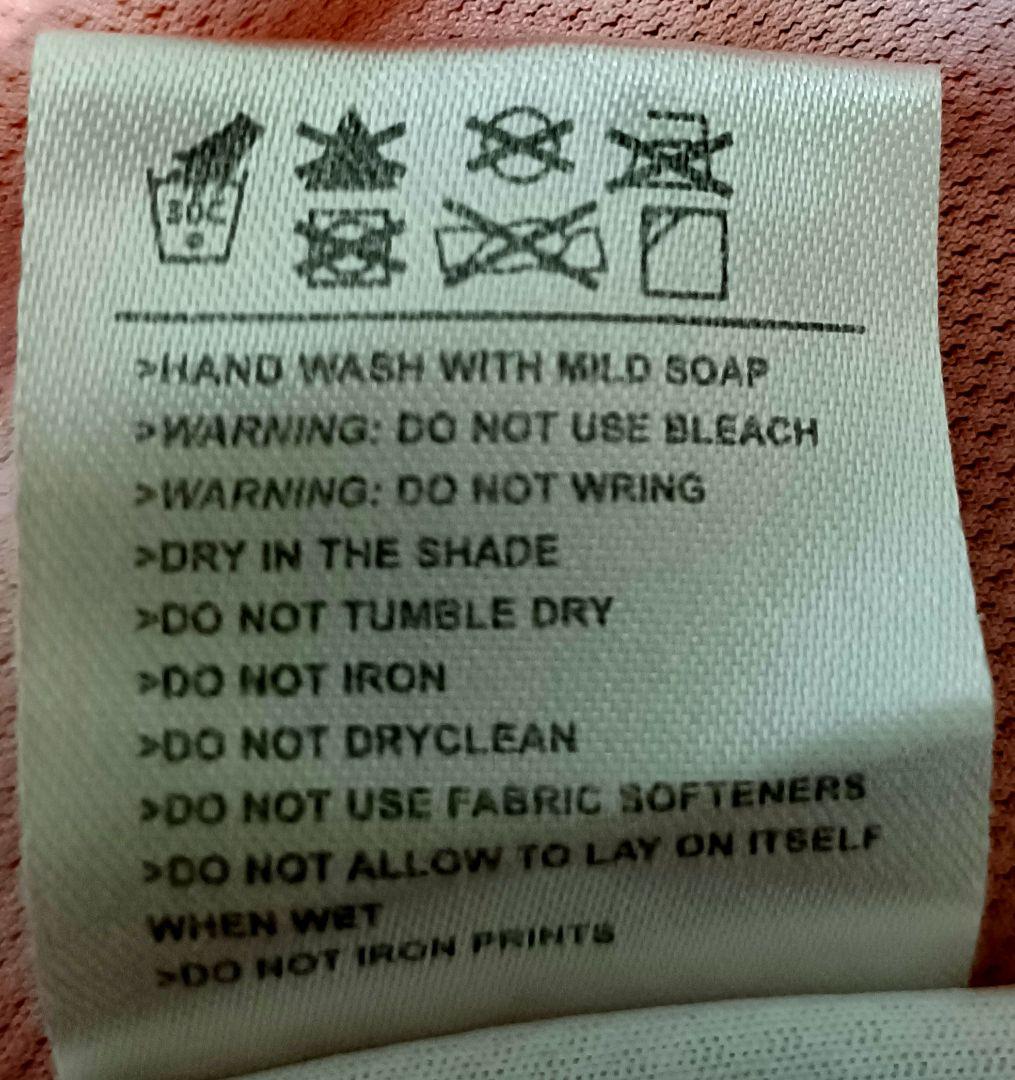 30C
>HAND WASH WITH MILD SOAP
>WARNING: DO NOT USE BLEACH
>WARNING: DO NOT WRING
>DRY IN THE SHADE
>DO NOT TUMBLE DRY
>DO NOT IRON
>DO NOT DRYCLEAN
>DO NOT USE FABRIC SOFTENERS
>DO NOT ALLOW TO LAY ON ITSELF
WHEN WET
>DO NOT IRON PRINTS